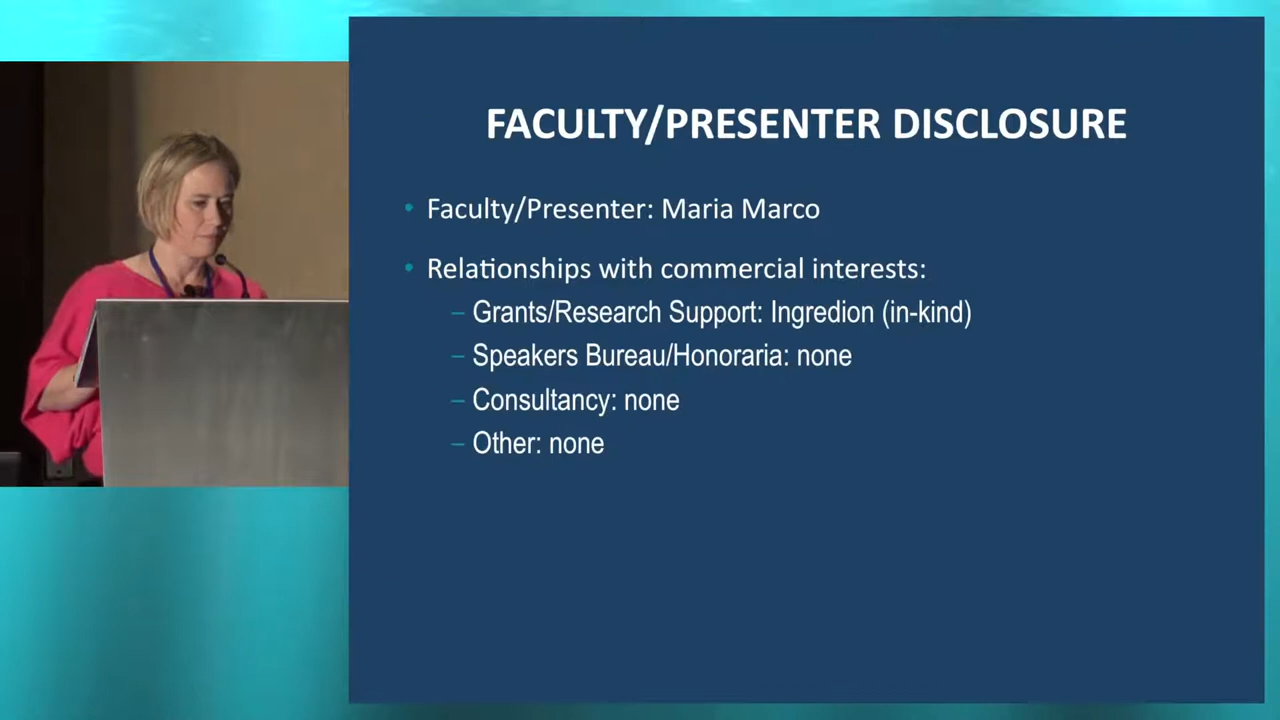 FACULTY/PRESENTER DISCLOSURE
• Faculty/Presenter: Maria Marco
• Relationships with commercial interests:
– Grants/Research Support: Ingredion (in-kind)
– Speakers Bureau/Honoraria: none
– Consultancy: none
– Other: none